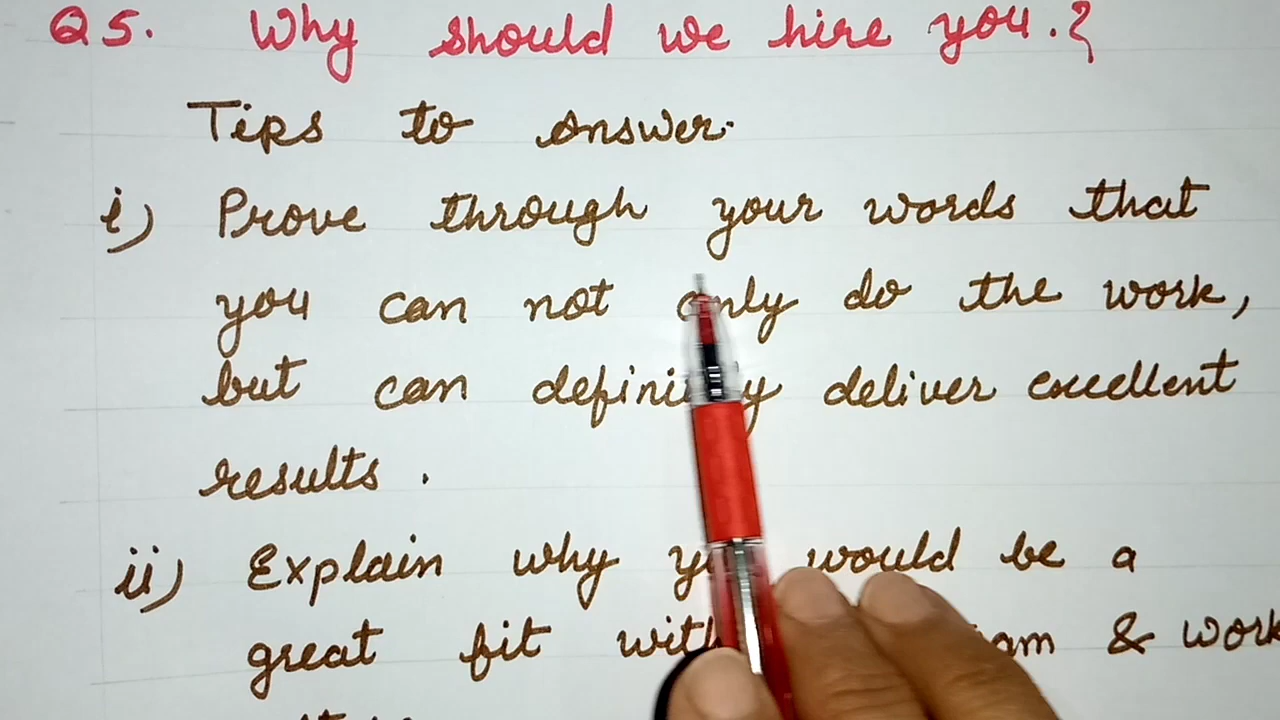 Q5. Why should we hire you.?
Tips to answer.
i) Prove through your words that
you can not only do the work,
but can deliver excellent
results.
ii) Explain why would be a
great fit & work